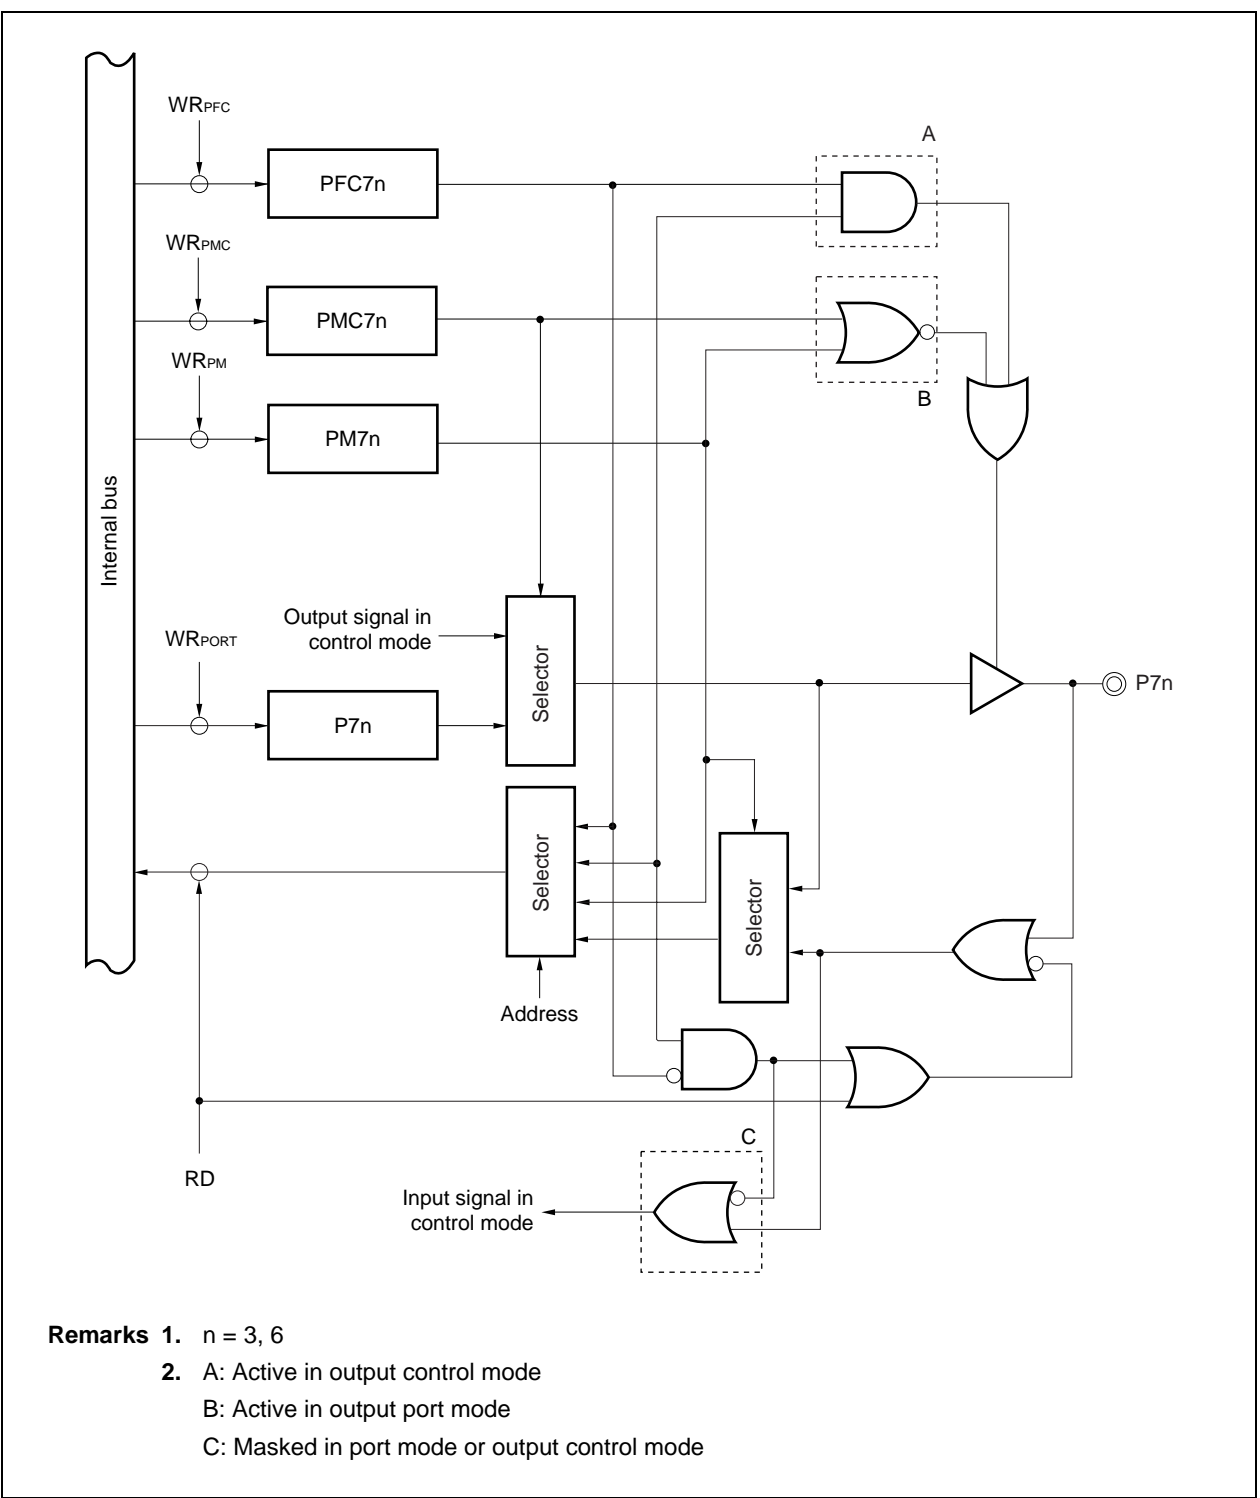 A
WRPFC
PFC7n
WRPMC
PMC7n
WRPM
B
PM7n
Internal bus
Output signal in
control mode
WRPORT
Selector
P7n
P7n
Selector
Selector
Address
C
RD
Input signal in
control mode
Remarks 1. n = 3, 6
2. A: Active in output control mode
B: Active in output port mode
C: Masked in port mode or output control mode